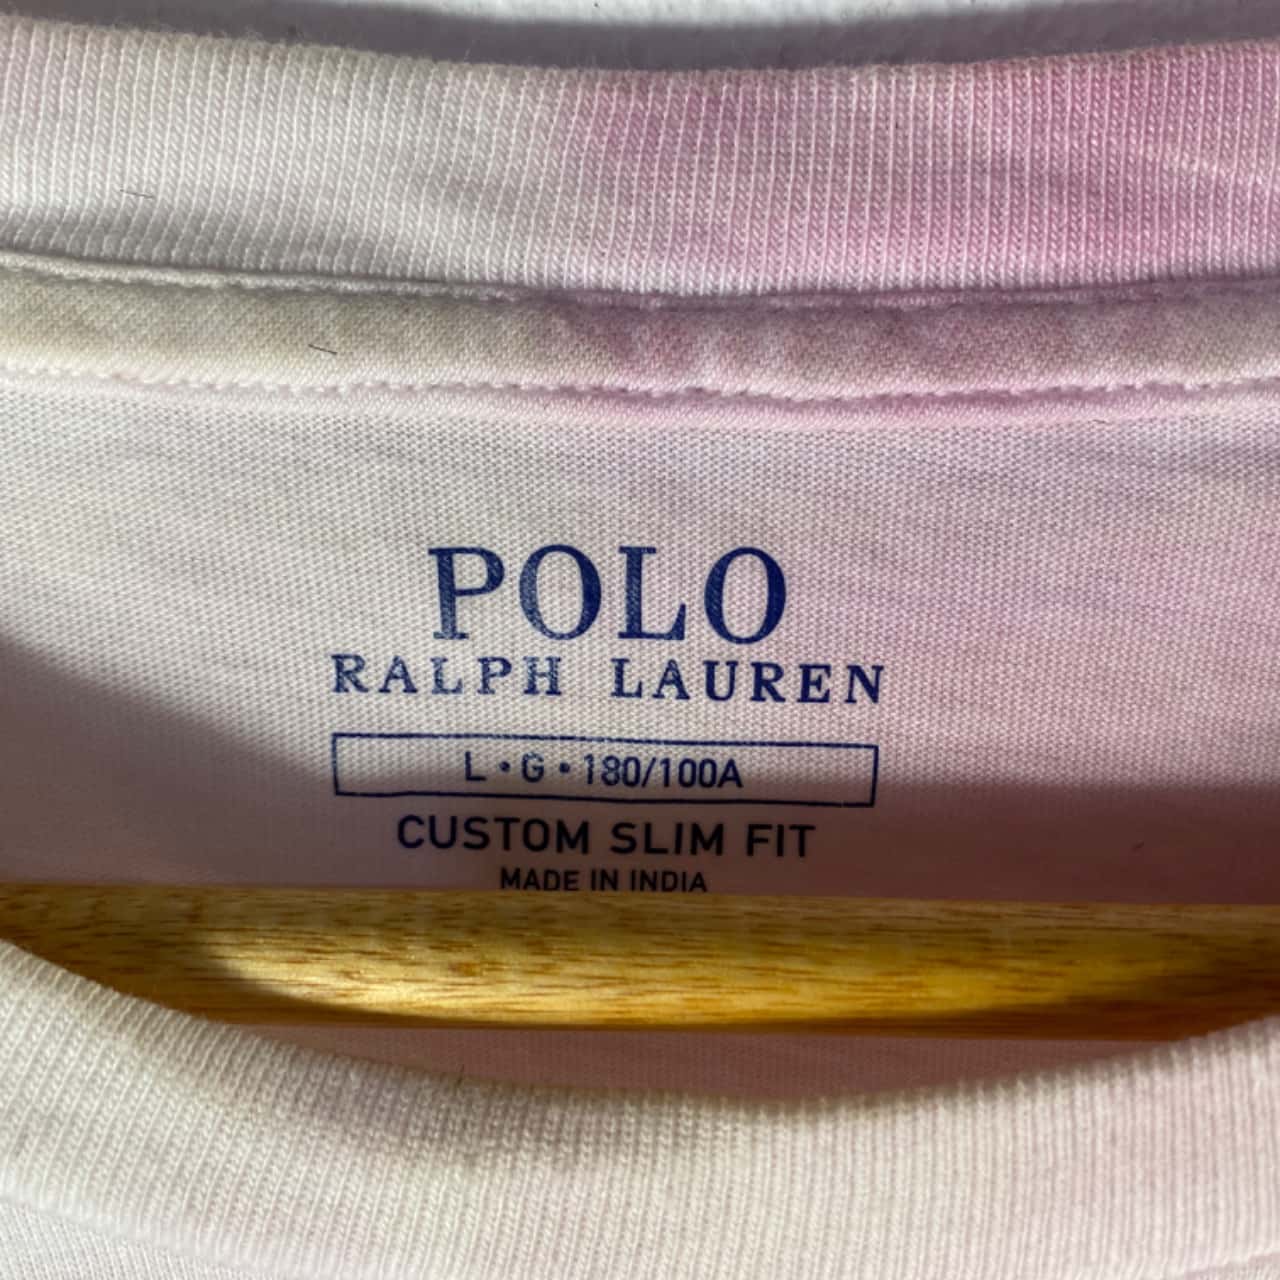 POLO
RALPH LAUREN
L • G • 180/100A
CUSTOM SLIM FIT
MADE IN INDIA